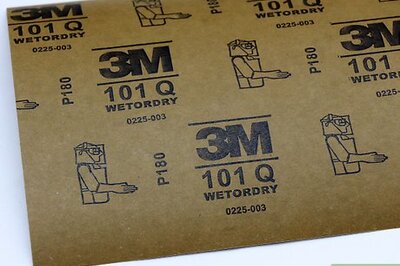 3M
101 Q
WETORDRY
0225-003
P180
3M
101 Q
WETORDRY
0225-003
P180
3M
101 Q
WETORDRY
0225-003
P180